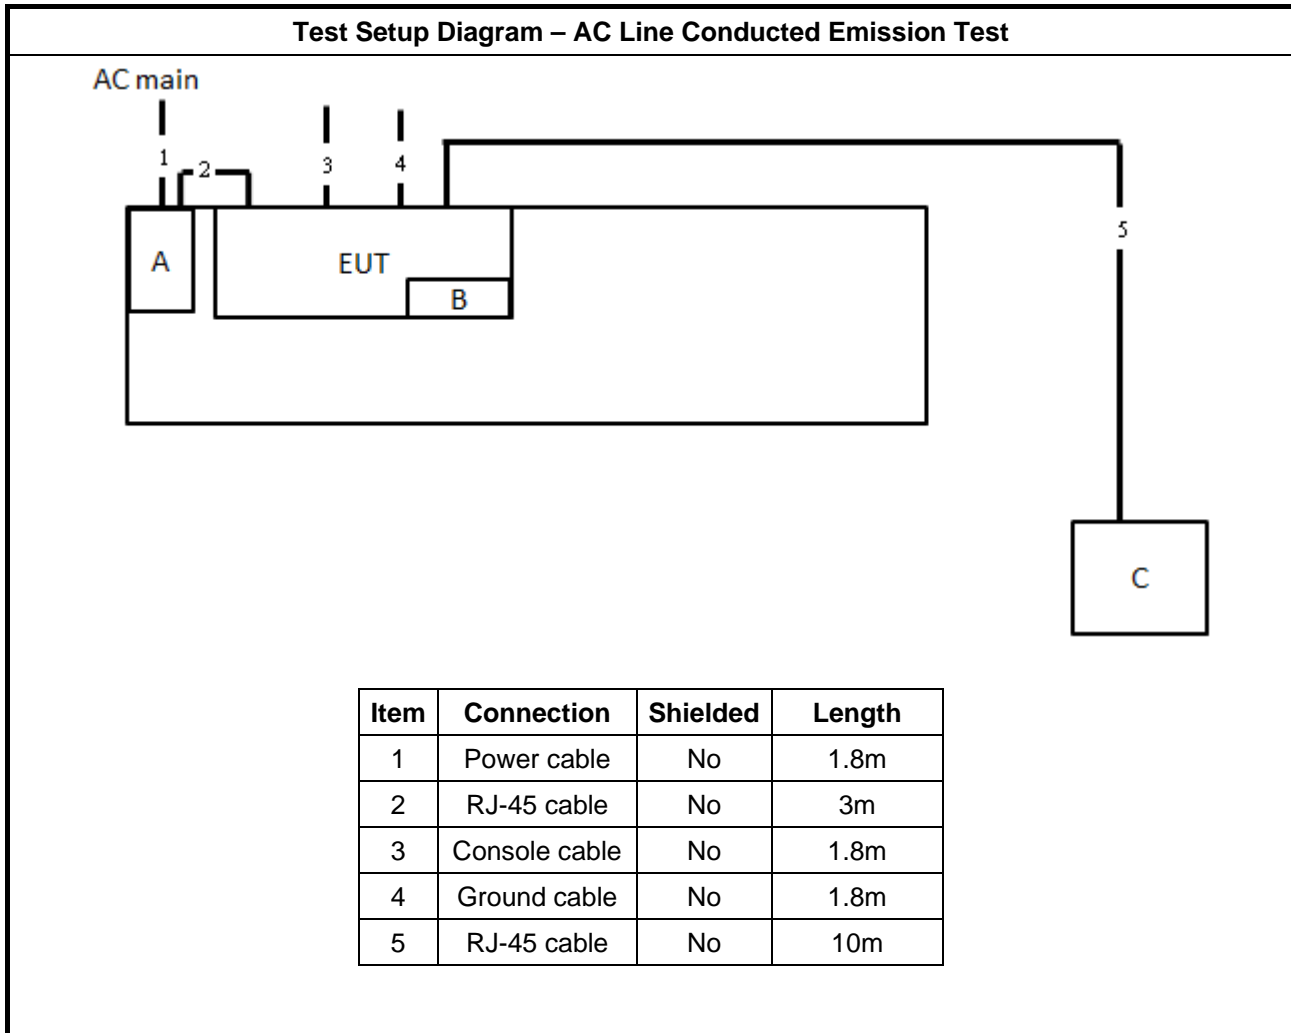 Test Setup Diagram – AC Line Conducted Emission Test
AC main
1
2
3
4
5
A
EUT
B
C
Item Connection Shielded Length
1 Power cable No 1.8m
2 RJ-45 cable No 3m
3 Console cable No 1.8m
4 Ground cable No 1.8m
5 RJ-45 cable No 10m